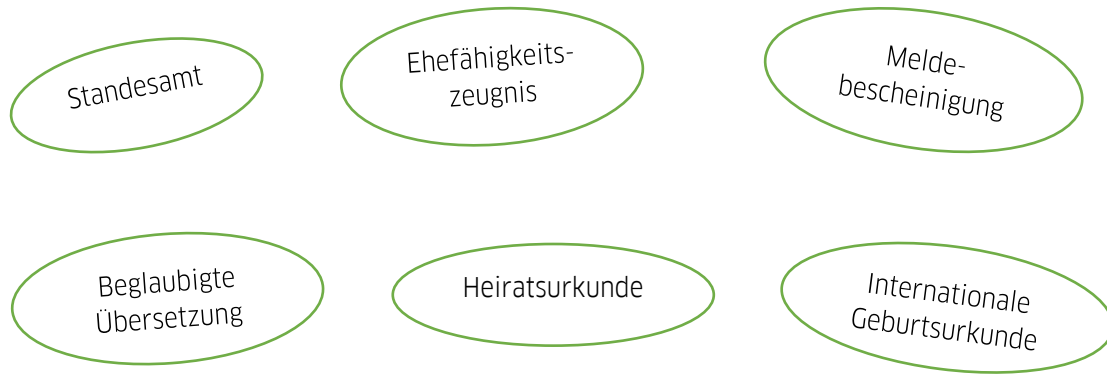 Standesamt
Ehefähigkeits-
zeugnis
Melde-
bescheinigung
Beglaubigte
Übersetzung
Heiratsurkunde
Internationale
Geburtsurkunde